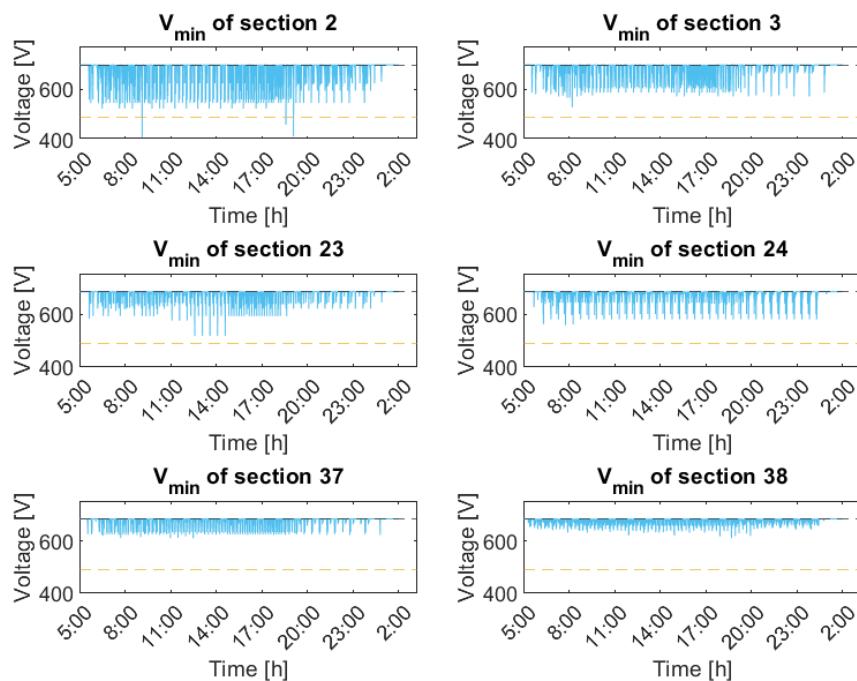 V_min of section 2
Voltage [V]
600
400
5:00 8:00 11:00 14:00 17:00 20:00 23:00 2:00
Time [h]
V_min of section 3
Voltage [V]
600
400
5:00 8:00 11:00 14:00 17:00 20:00 23:00 2:00
Time [h]
V_min of section 23
Voltage [V]
600
400
5:00 8:00 11:00 14:00 17:00 20:00 23:00 2:00
Time [h]
V_min of section 24
Voltage [V]
600
400
5:00 8:00 11:00 14:00 17:00 20:00 23:00 2:00
Time [h]
V_min of section 37
Voltage [V]
600
400
5:00 8:00 11:00 14:00 17:00 20:00 23:00 2:00
Time [h]
V_min of section 38
Voltage [V]
600
400
5:00 8:00 11:00 14:00 17:00 20:00 23:00 2:00
Time [h]